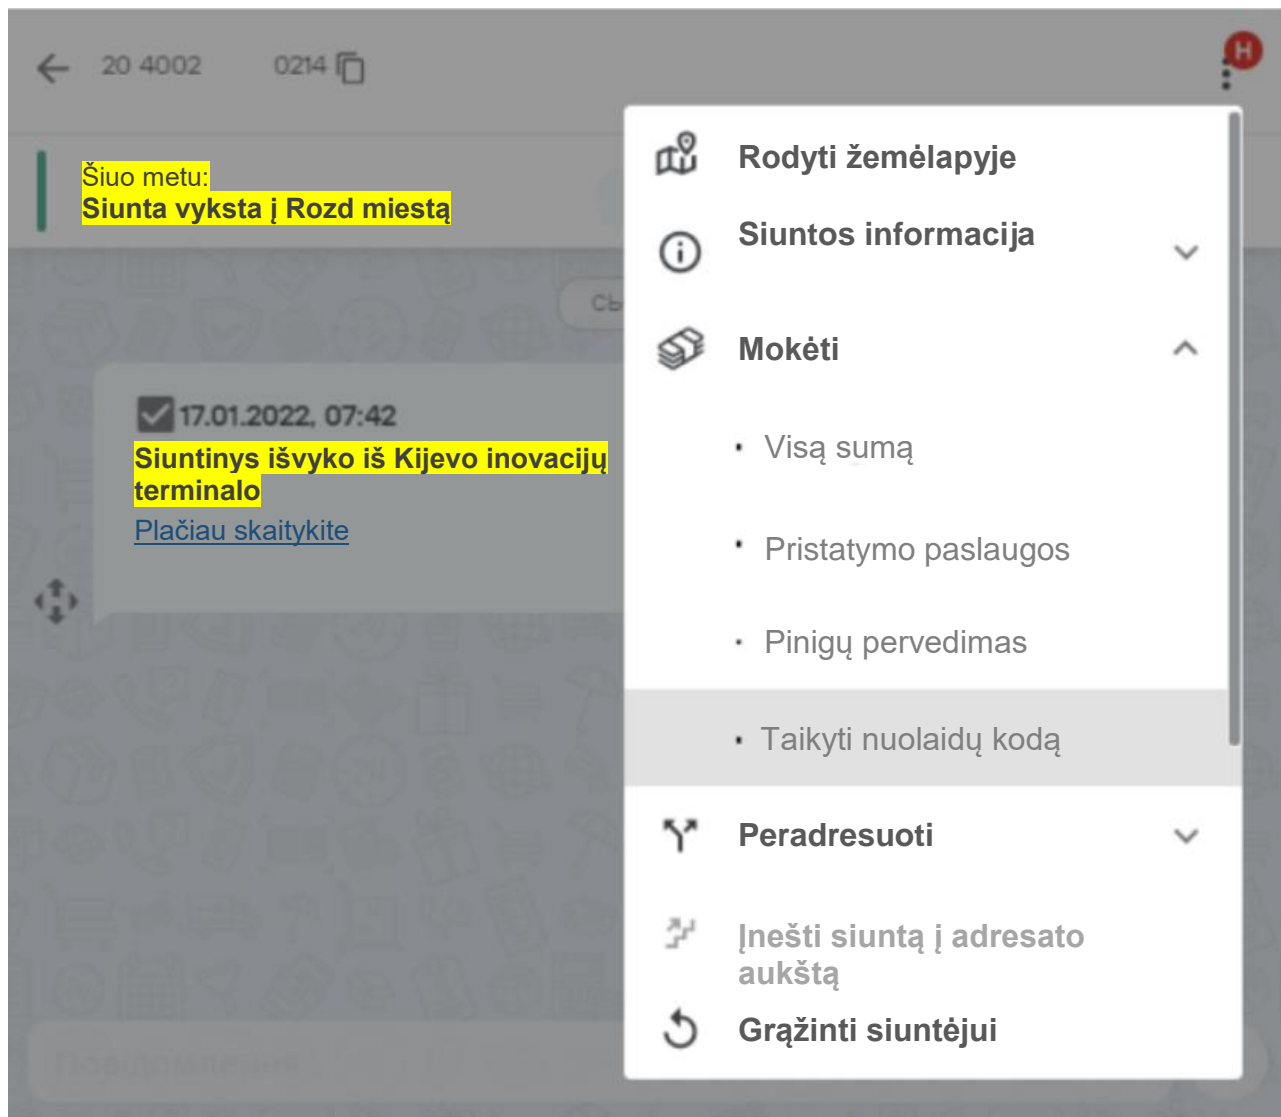 20 4002 0214
H
Šiuo metu:
Siunta vyksta į Rozd miestą
СЬ
17.01.2022, 07:42
Siuntinys išvyko iš Kijevo inovacijų
terminalo
Plačiau skaitykite
Rodyti žemėlapyje
Siuntos informacija
Mokėti
Visą sumą
Pristatymo paslaugos
Pinigų pervedimas
Taikyti nuolaidų kodą
Peradresuoti
Įnešti siuntą į adresato
aukštą
Grąžinti siuntėjui
Повідомлення